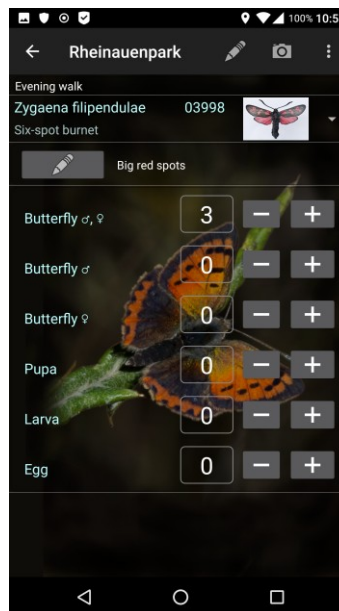 100% 10:5
Rheinauenpark
Evening walk
Zygaena filipendulae 03998
Six-spot burnet
Big red spots
Butterfly ♂, ♀ 3 − +
Butterfly ♂ 0 − +
Butterfly ♀ 0 − +
Pupa 0 − +
Larva 0 − +
Egg 0 − +